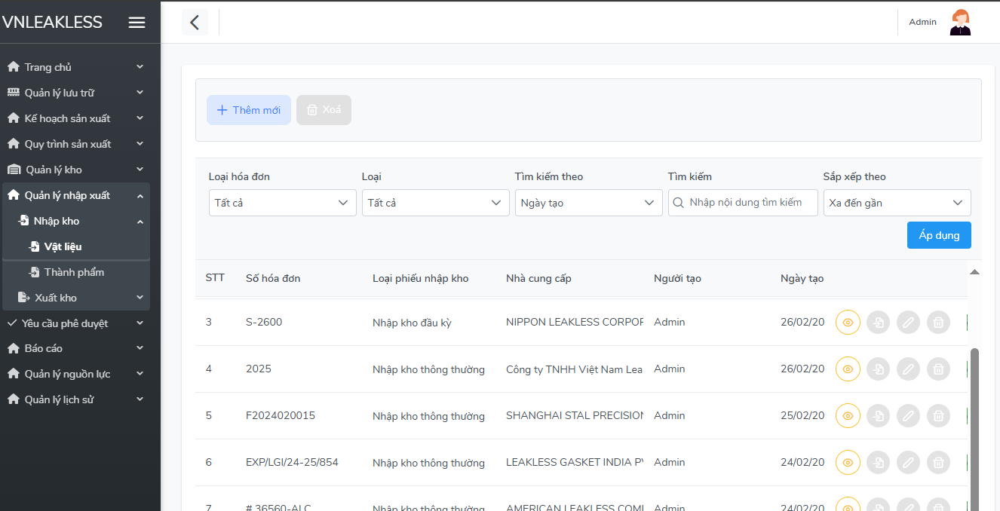 VNLEAKLESS
Admin
Trang chủ
Quản lý lưu trữ
Kế hoạch sản xuất
Quy trình sản xuất
Quản lý kho
Quản lý nhập xuất
Nhập kho
Vật liệu
Thành phẩm
Xuất kho
Yêu cầu phê duyệt
Báo cáo
Quản lý nguồn lực
Quản lý lịch sử
Thêm mới Xoá
Loại hóa đơn Loại Tìm kiếm theo Tìm kiếm Sắp xếp theo
Tất cả Tất cả Ngày tạo Nhập nội dung tìm kiếm Xa đến gần
Áp dụng
STT Số hóa đơn Loại phiếu nhập kho Nhà cung cấp Người tạo Ngày tạo
3 S-2600 Nhập kho đầu kỳ NIPPON LEAKLESS CORPOR Admin 26/02/20
4 2025 Nhập kho thông thường Công ty TNHH Việt Nam Lea Admin 26/02/20
5 F2024020015 Nhập kho thông thường SHANGHAI STAL PRECISION Admin 25/02/20
6 EXP/LGI/24-25/854 Nhập kho thông thường LEAKLESS GASKET INDIA PV Admin 24/02/20
7 # 36560-ALC Nhập kho thông thường AMERICAN LEAKLESS COM Admin 24/02/20